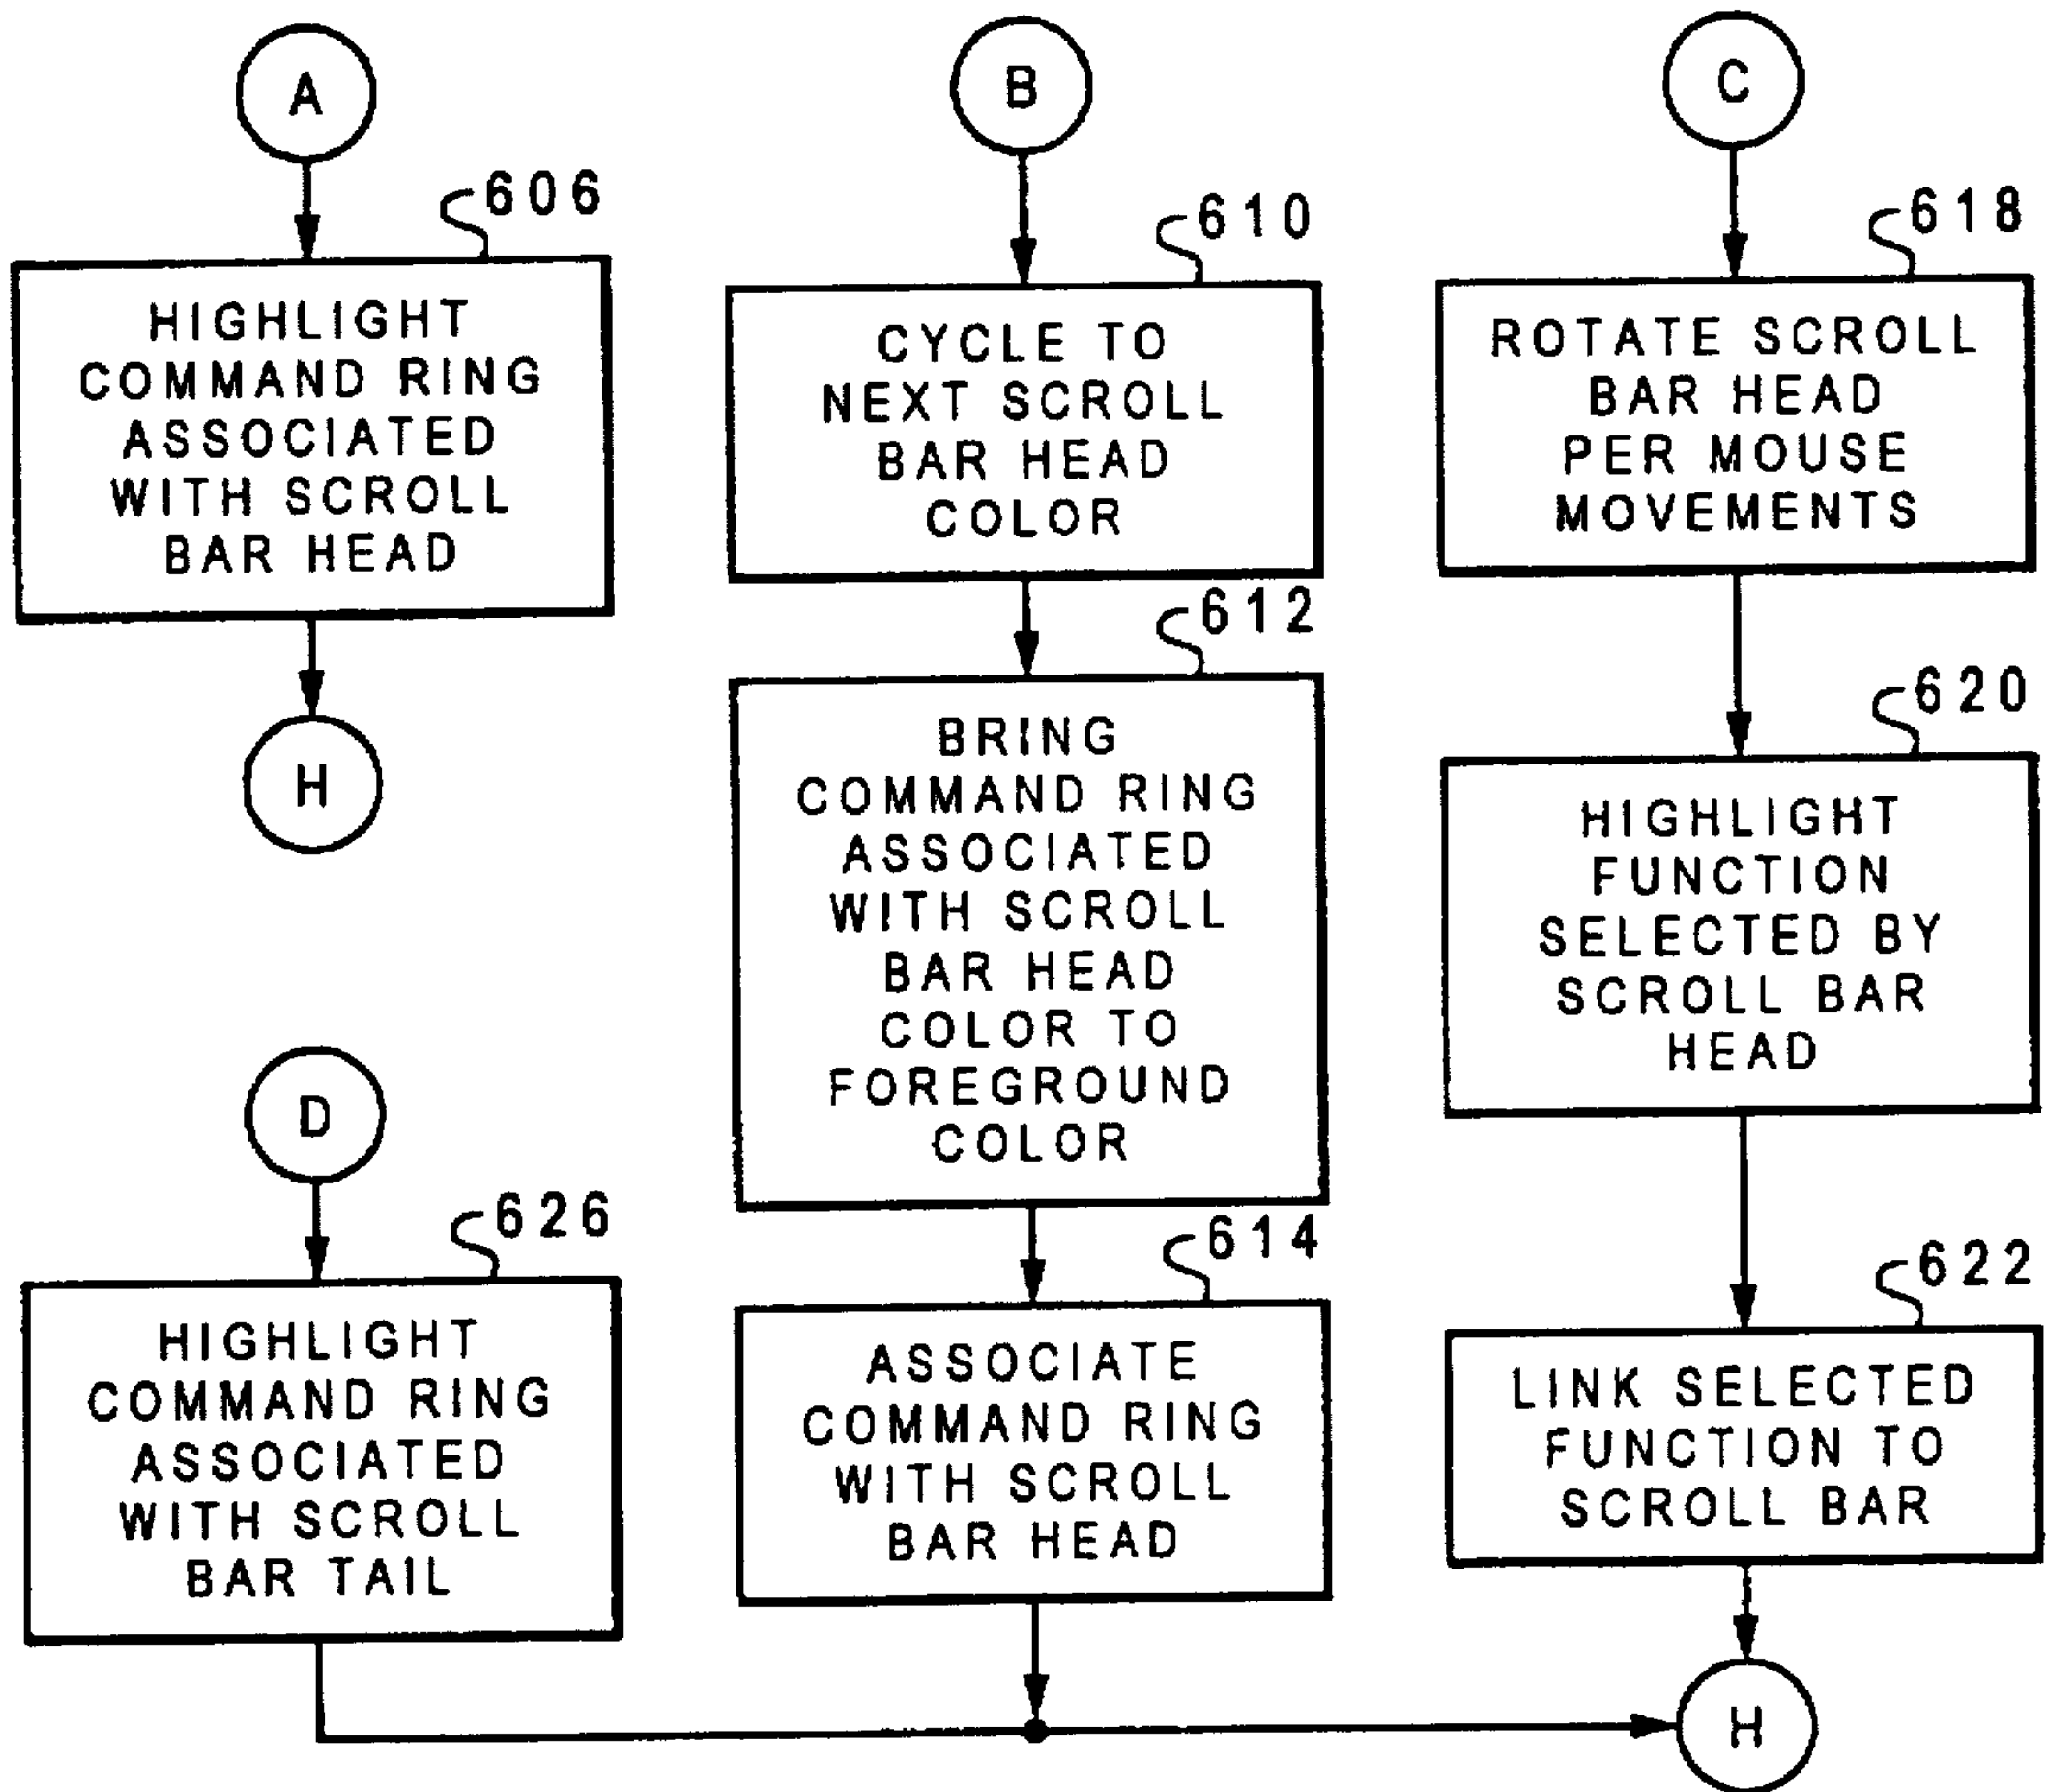 A
606
HIGHLIGHT
COMMAND RING
ASSOCIATED
WITH SCROLL
BAR HEAD
H
D
626
HIGHLIGHT
COMMAND RING
ASSOCIATED
WITH SCROLL
BAR TAIL
B
610
CYCLE TO
NEXT SCROLL
BAR HEAD
COLOR
612
BRING
COMMAND RING
ASSOCIATED
WITH SCROLL
BAR HEAD
COLOR TO
FOREGROUND
COLOR
614
ASSOCIATE
COMMAND RING
WITH SCROLL
BAR HEAD
C
618
ROTATE SCROLL
BAR HEAD
PER MOUSE
MOVEMENTS
620
HIGHLIGHT
FUNCTION
SELECTED BY
SCROLL BAR
HEAD
622
LINK SELECTED
FUNCTION TO
SCROLL BAR
H